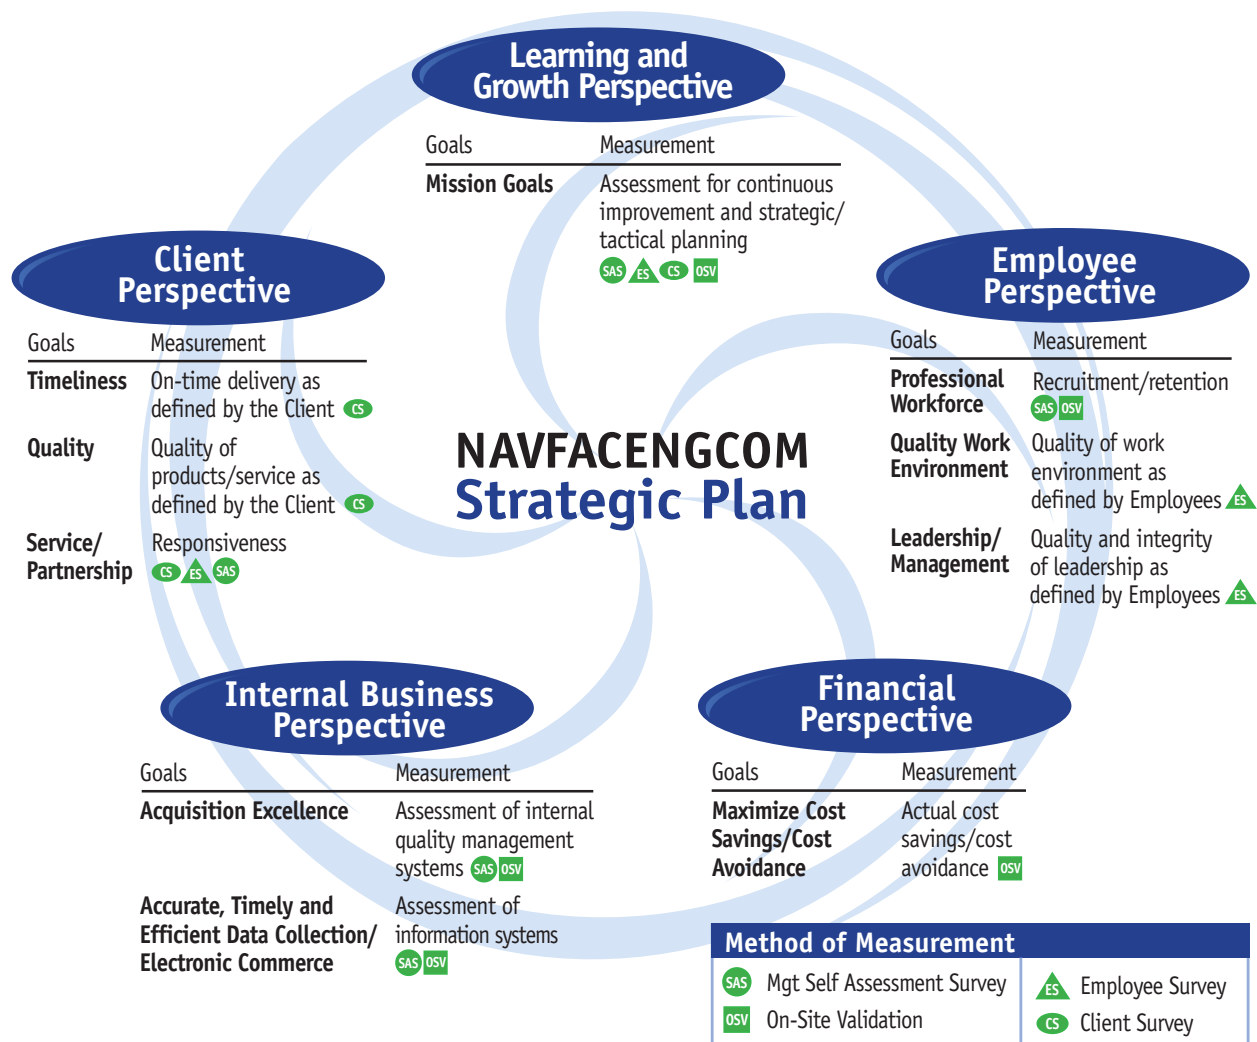 Learning and
Growth Perspective
Goals Measurement
Mission Goals Assessment for continuous
improvement and strategic/
tactical planning
SAS ES CS OSV
Client
Perspective
Goals Measurement
Timeliness On-time delivery as
defined by the Client CS
Quality Quality of
products/service as
defined by the Client CS
Service/ Responsiveness
Partnership CS ES SAS
Employee
Perspective
Goals Measurement
Professional Recruitment/retention
Workforce SAS OSV
Quality Work Quality of work
Environment environment as
defined by Employees ES
Leadership/ Quality and integrity
Management of leadership as
defined by Employees ES
NAVFACENGCOM
Strategic Plan
Internal Business
Perspective
Goals Measurement
Acquisition Excellence Assessment of internal
quality management
systems SAS OSV
Accurate, Timely and Assessment of
Efficient Data Collection/ information systems
Electronic Commerce SAS OSV
Financial
Perspective
Goals Measurement
Maximize Cost Actual cost
Savings/Cost savings/cost
Avoidance avoidance OSV
Method of Measurement
SAS Mgt Self Assessment Survey
OSV On-Site Validation
ES Employee Survey
CS Client Survey